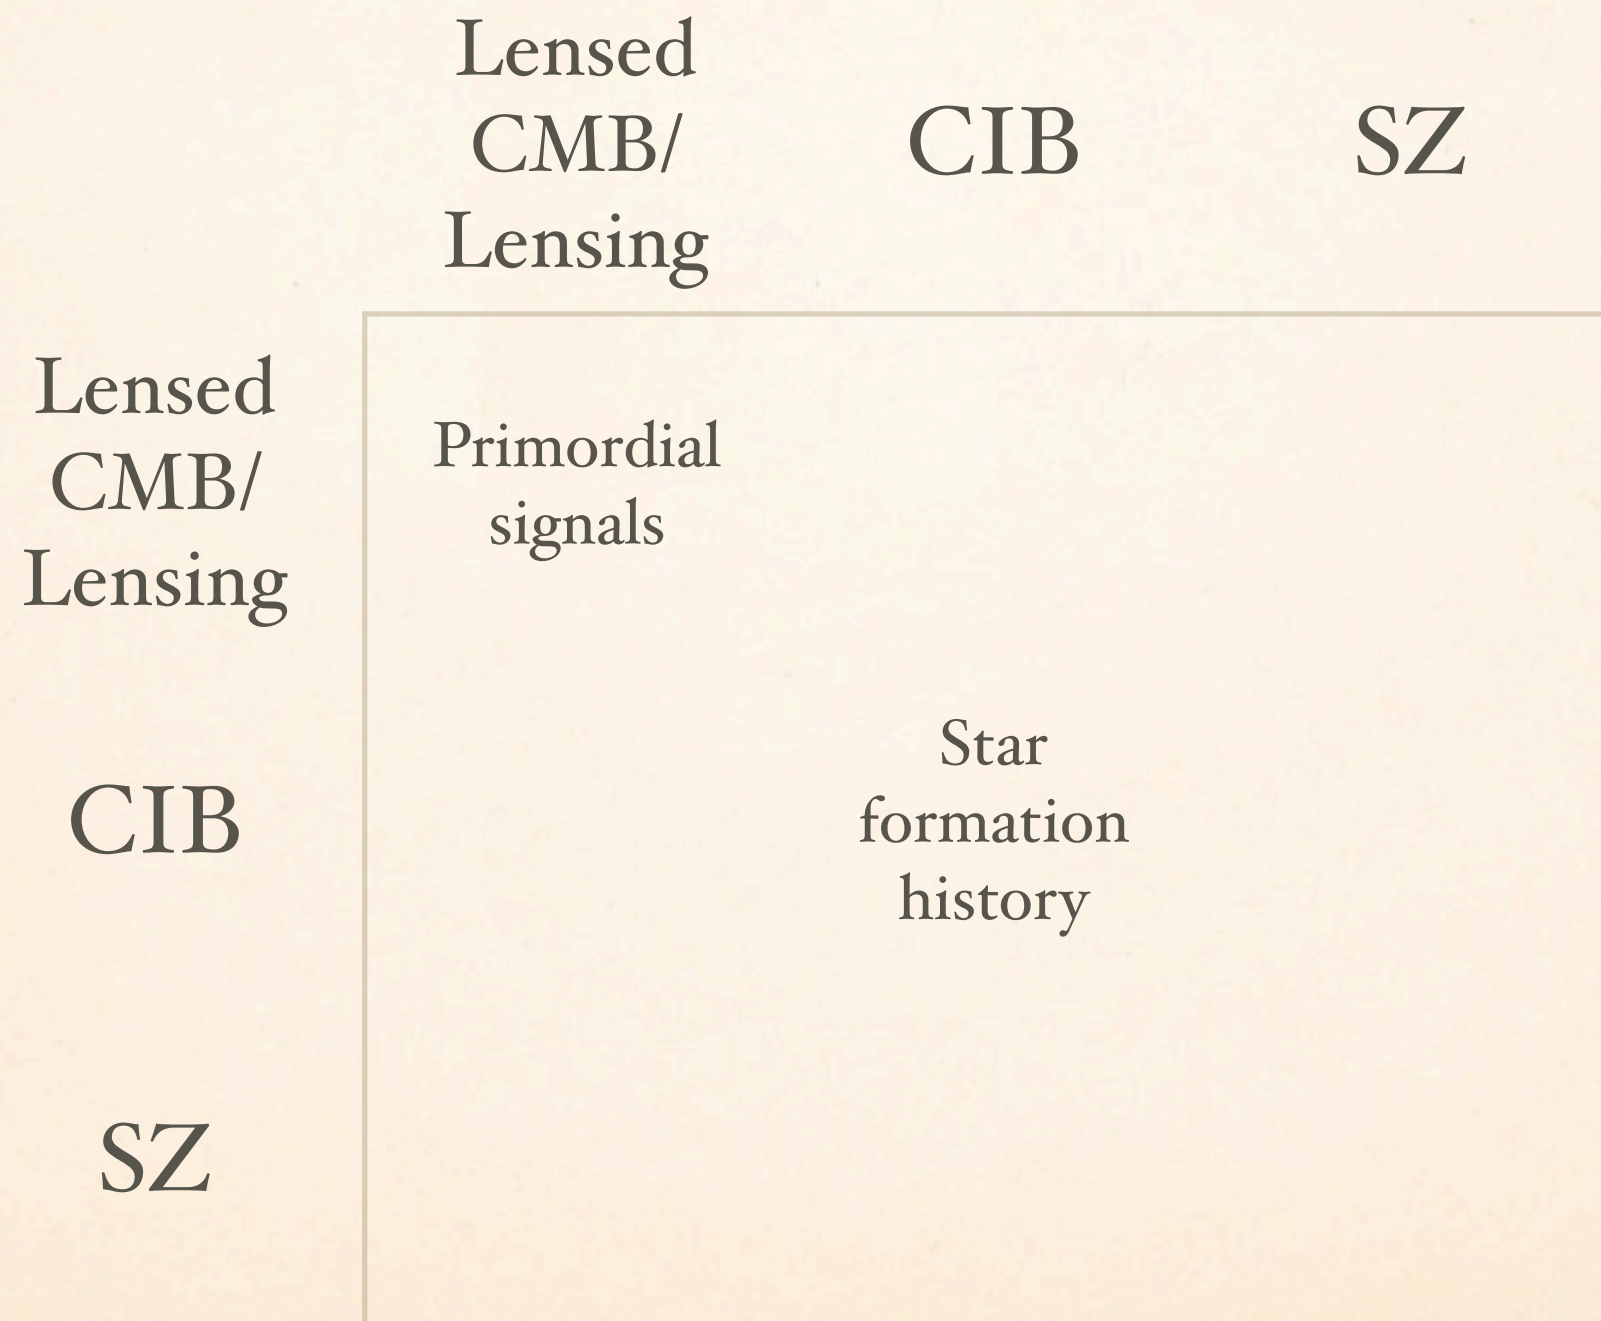 Lensed
CMB/
Lensing
CIB
SZ
Lensed
CMB/
Lensing
Primordial
signals
CIB
Star
formation
history
SZ